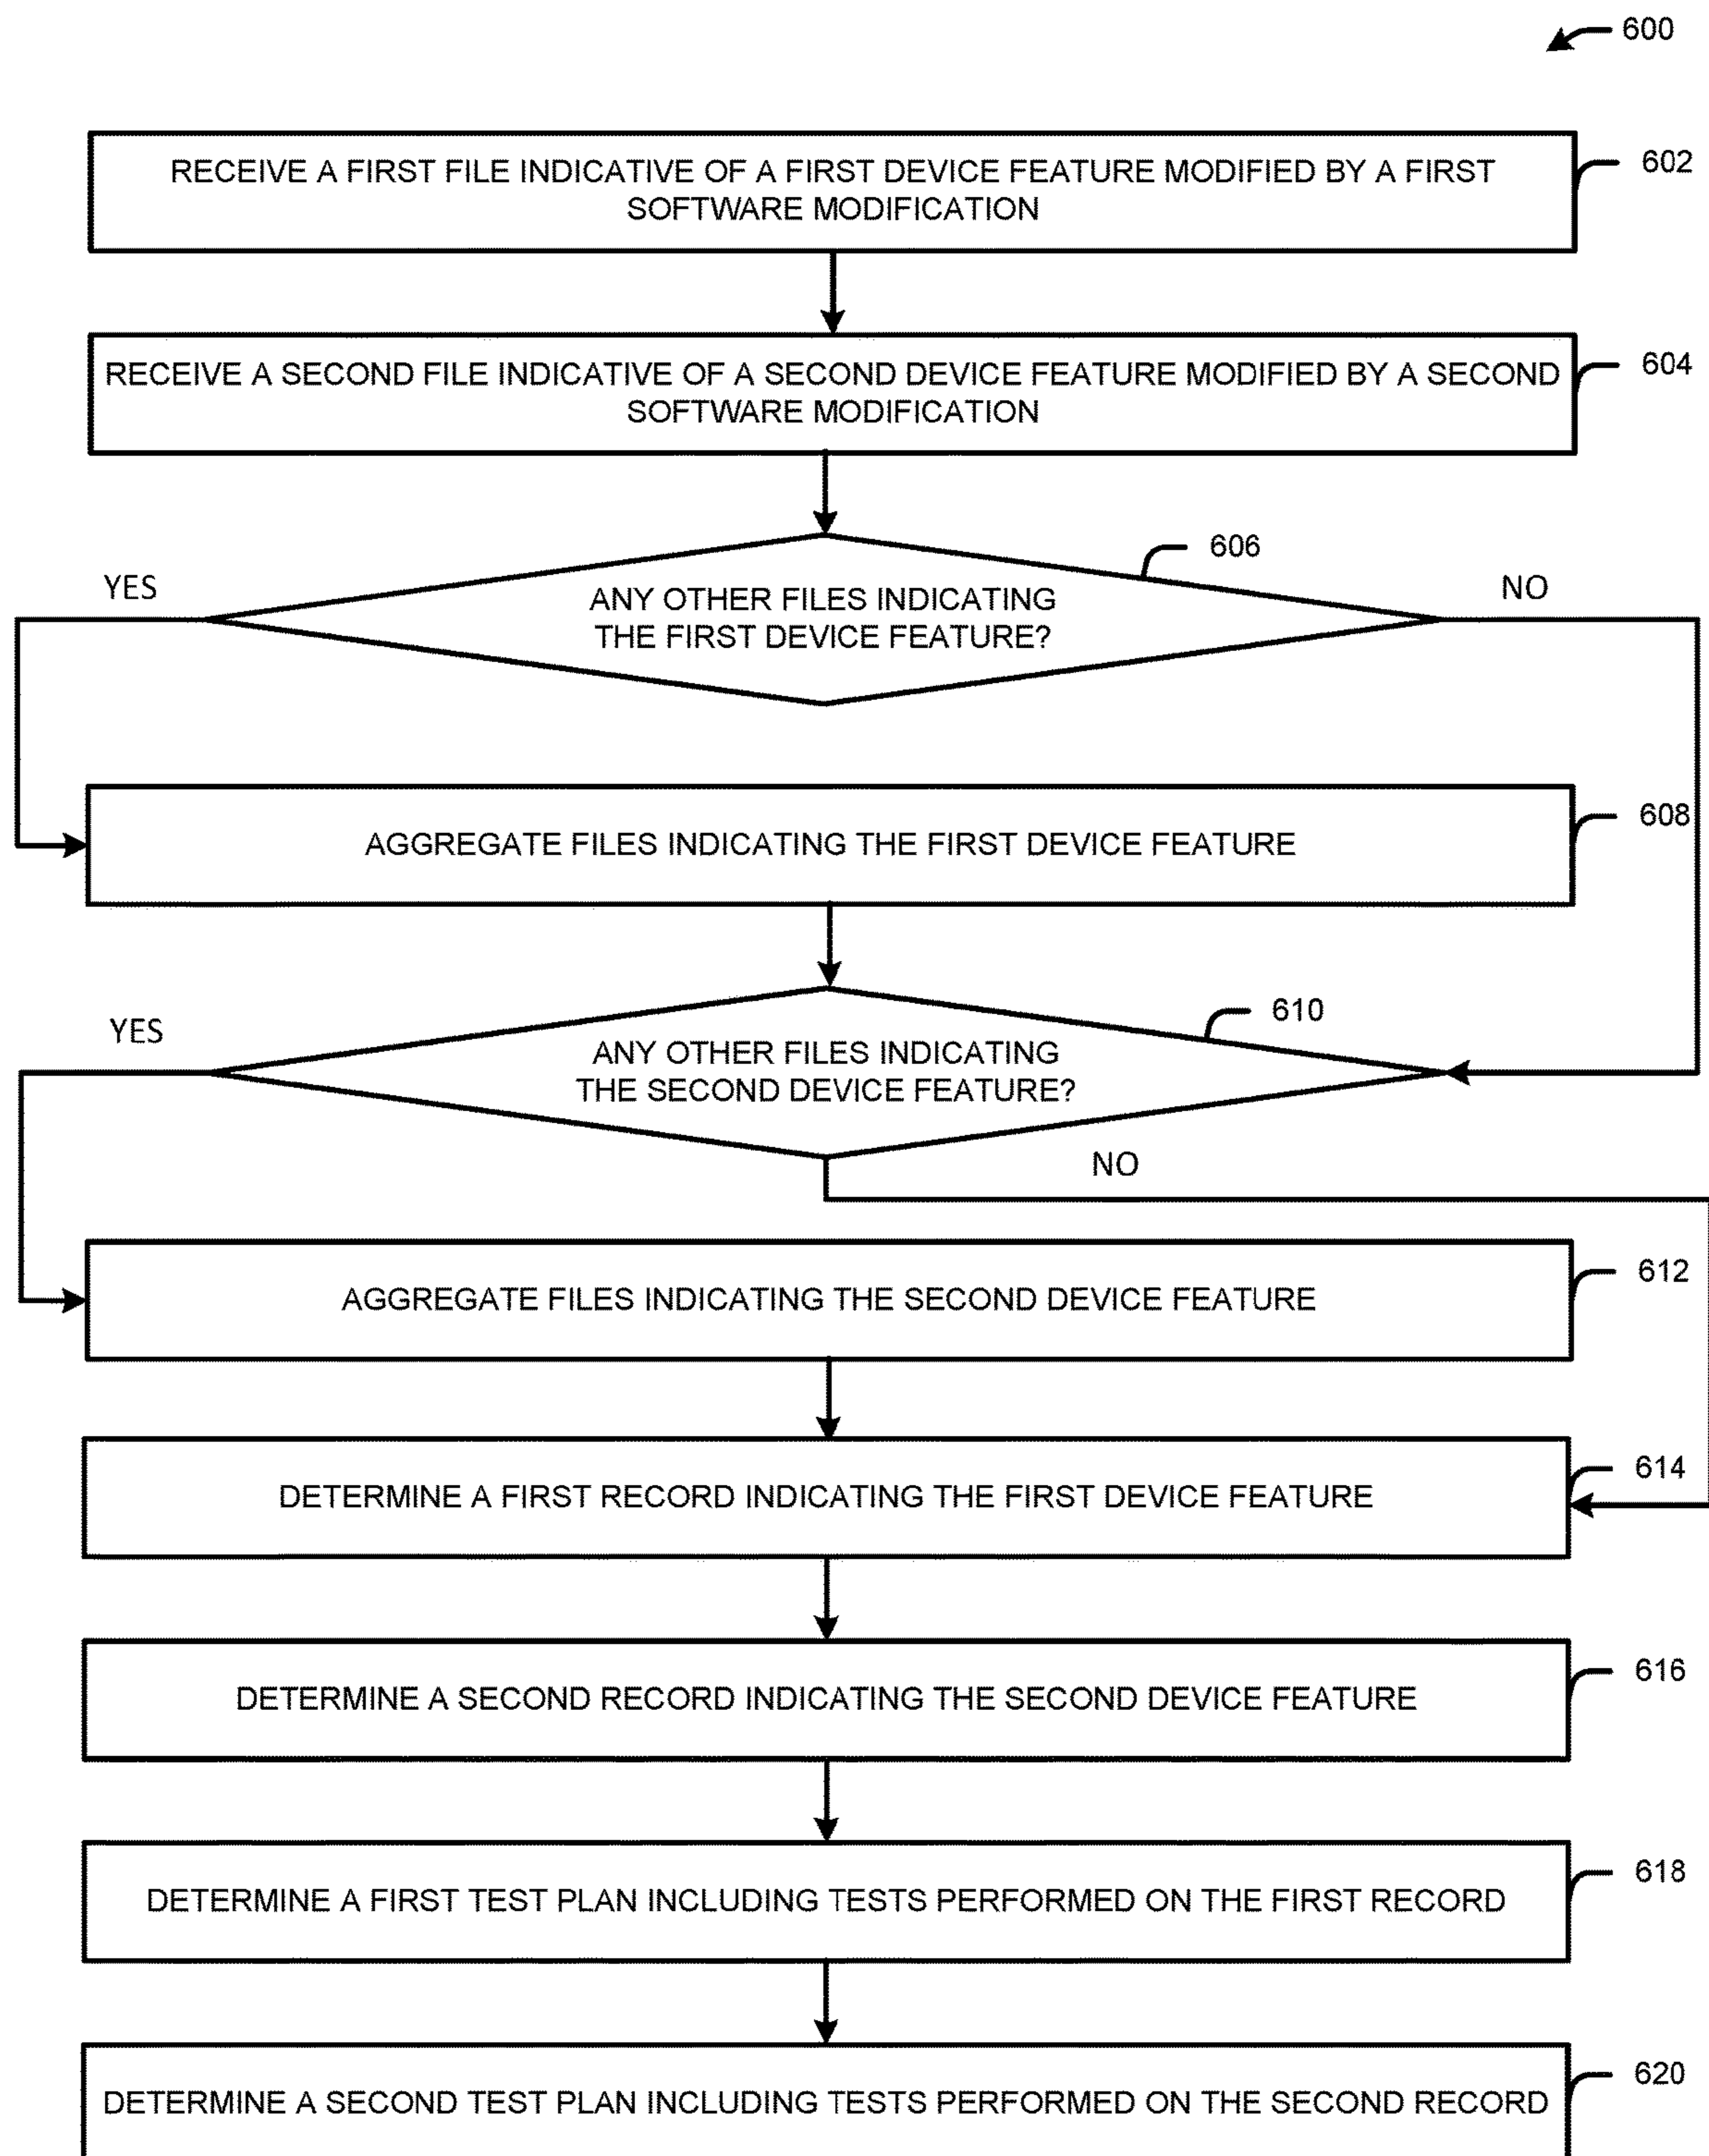 600
RECEIVE A FIRST FILE INDICATIVE OF A FIRST DEVICE FEATURE MODIFIED BY A FIRST
SOFTWARE MODIFICATION
602
RECEIVE A SECOND FILE INDICATIVE OF A SECOND DEVICE FEATURE MODIFIED BY A SECOND
SOFTWARE MODIFICATION
604
606
YES
NO
ANY OTHER FILES INDICATING
THE FIRST DEVICE FEATURE?
608
AGGREGATE FILES INDICATING THE FIRST DEVICE FEATURE
610
YES
ANY OTHER FILES INDICATING
THE SECOND DEVICE FEATURE?
NO
612
AGGREGATE FILES INDICATING THE SECOND DEVICE FEATURE
614
DETERMINE A FIRST RECORD INDICATING THE FIRST DEVICE FEATURE
616
DETERMINE A SECOND RECORD INDICATING THE SECOND DEVICE FEATURE
618
DETERMINE A FIRST TEST PLAN INCLUDING TESTS PERFORMED ON THE FIRST RECORD
620
DETERMINE A SECOND TEST PLAN INCLUDING TESTS PERFORMED ON THE SECOND RECORD